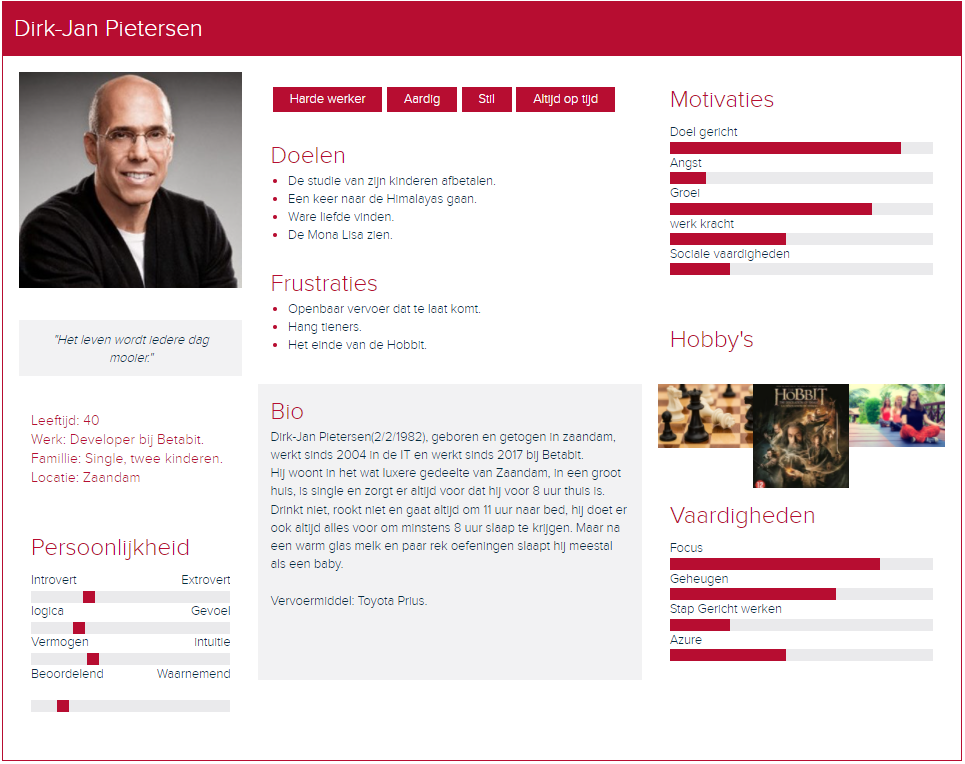 Dirk-Jan Pietersen
"Het leven wordt iedere dag
mooier."
Leeftijd: 40
Werk: Developer bij Betabit.
Famillie: Single, twee kinderen.
Locatie: Zaandam
Persoonlijkheid
Introvert Extrovert
logica Gevoel
Vermogen Intuïtie
Beoordelend Waarnemend
Harde werker Aardig Stil Altijd op tijd
Doelen
De studie van zijn kinderen afbetalen.
Een keer naar de Himalayas gaan.
Ware liefde vinden.
De Mona Lisa zien.
Frustraties
Openbaar vervoer dat te laat komt.
Hang tieners.
Het einde van de Hobbit.
Bio
Dirk-Jan Pietersen(2/2/1982), geboren en getogen in zaandam,
werkt sinds 2004 in de IT en werkt sinds 2017 bij Betabit.
Hij woont in het wat luxere gedeelte van Zaandam, in een groot
huis, is single en zorgt er altijd voor dat hij voor 8 uur thuis is.
Drinkt niet, rookt niet en gaat altijd om 11 uur naar bed, hij doet er
ook altijd alles voor om minstens 8 uur slaap te krijgen. Maar na
een warm glas melk en paar rek oefeningen slaapt hij meestal
als een baby.
Vervoermiddel: Toyota Prius.
Motivaties
Doel gericht
Angst
Groei
werk kracht
Sociale vaardigheden
Hobby's
HOBBIT
12
Vaardigheden
Focus
Geheugen
Stap Gericht werken
Azure